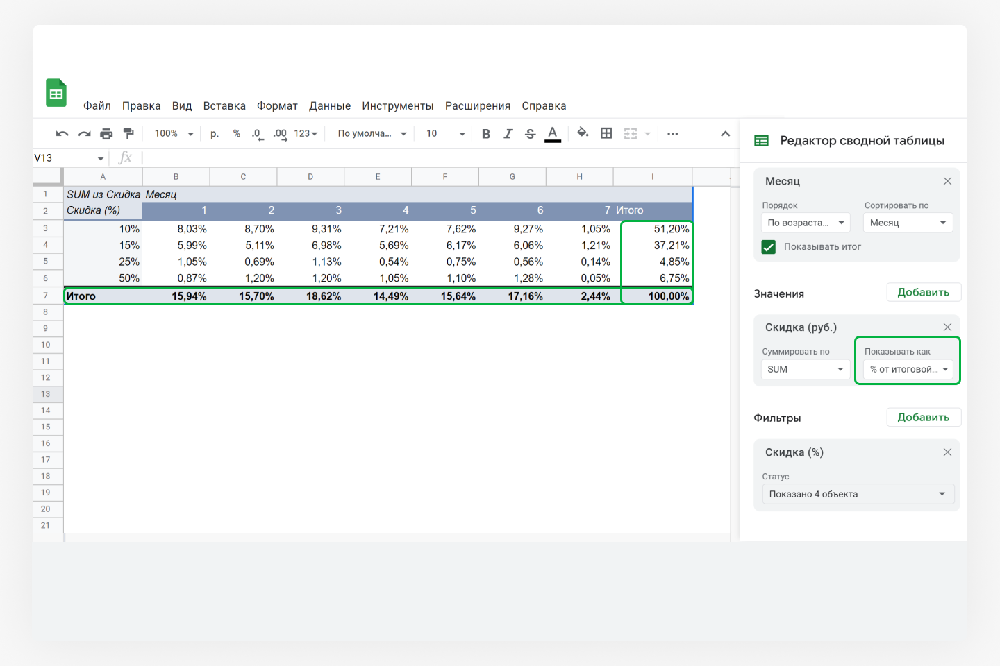 Файл Правка Вид Вставка Формат Данные Инструменты Расширения Справка
100% р. % .0 .00 123 По умолча... 10 B I S A
V13 fx
A B C D E F G H I
1 SUM из Скидка Месяц
2 Скидка (%) 1 2 3 4 5 6 7 Итого
3 10% 8,03% 8,70% 9,31% 7,21% 7,62% 9,27% 1,05% 51,20%
4 15% 5,99% 5,11% 6,98% 5,69% 6,17% 6,06% 1,21% 37,21%
5 25% 1,05% 0,69% 1,13% 0,54% 0,75% 0,56% 0,14% 4,85%
6 50% 0,87% 1,20% 1,20% 1,05% 1,10% 1,28% 0,05% 6,75%
7 Итого 15,94% 15,70% 18,62% 14,49% 15,64% 17,16% 2,44% 100,00%
8
9
10
11
12
13
14
15
16
17
18
19
20
21
Редактор сводной таблицы
Месяц
Порядок Сортировать по
По возраста... Месяц
Показывать итог
Значения Добавить
Скидка (руб.)
Суммировать по Показывать как
SUM % от итоговой...
Фильтры Добавить
Скидка (%)
Статус
Показано 4 объекта